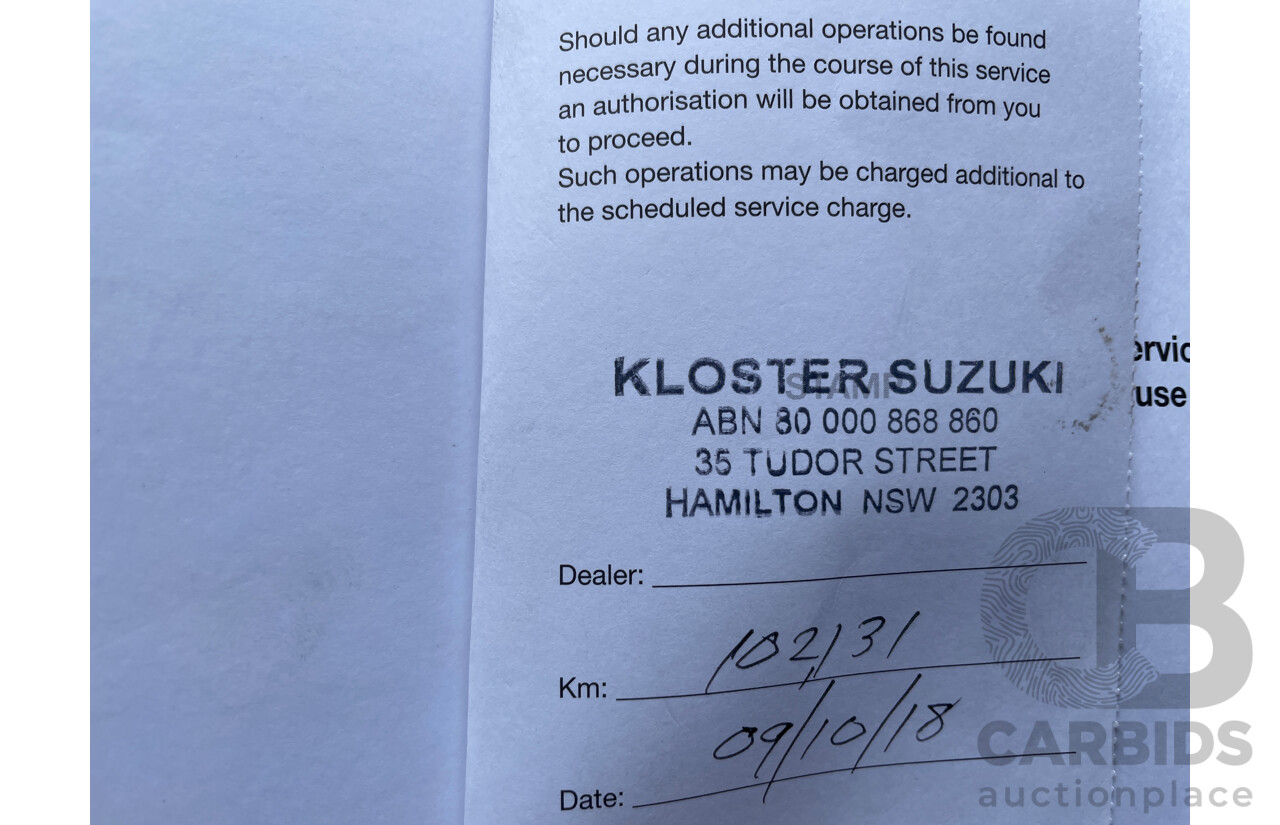 Should any additional operations be found
necessary during the course of this service
an authorisation will be obtained from you
to proceed.
Such operations may be charged additional to
the scheduled service charge.
STAMP
KLOSTER SUZUKI
ABN 80 000 868 860
35 TUDOR STREET
HAMILTON NSW 2303
ervic
use
Dealer:
Km: 102131
Date: 09/10/18
CB
CARBIDS
auctionplace